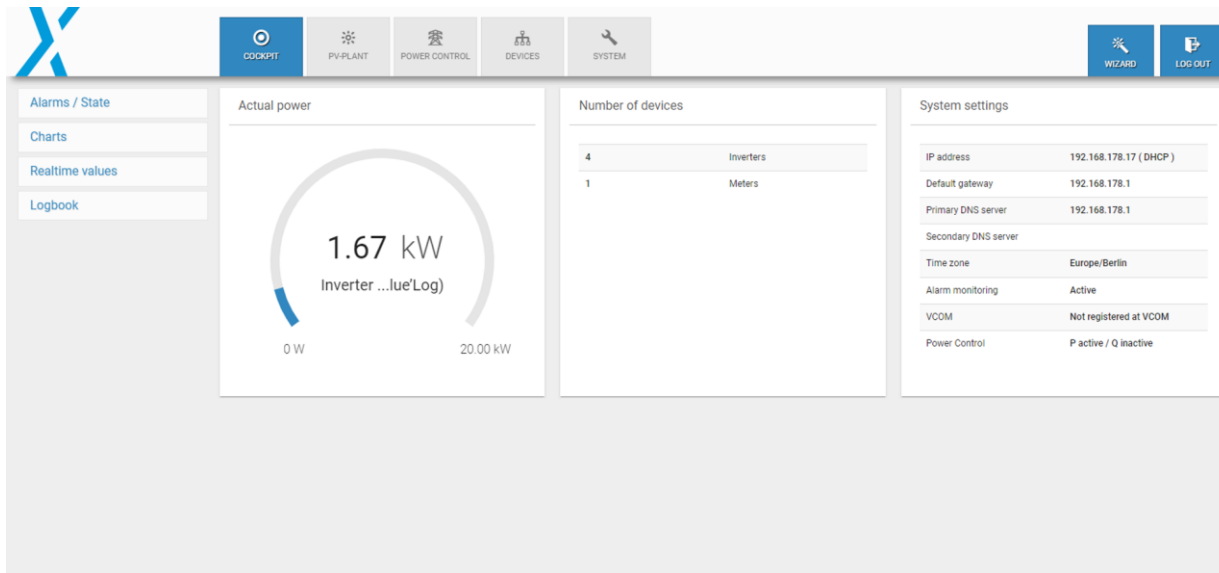 COCKPIT
PV-PLANT
POWER CONTROL
DEVICES
SYSTEM
WIZARD
LOG OUT
Alarms / State
Charts
Realtime values
Logbook
Actual power
1.67 kW
Inverter ...lue'Log)
0 W
20.00 kW
Number of devices
4 Inverters
1 Meters
System settings
IP address 192.168.178.17 ( DHCP )
Default gateway 192.168.178.1
Primary DNS server 192.168.178.1
Secondary DNS server
Time zone Europe/Berlin
Alarm monitoring Active
VCOM Not registered at VCOM
Power Control P active / Q inactive